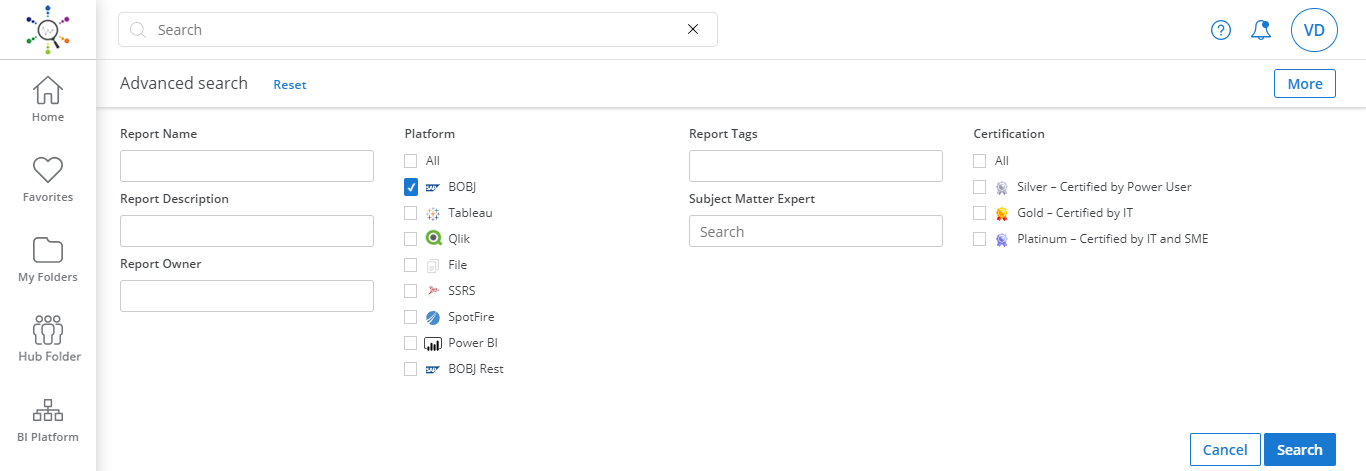 Search
VD
Advanced search
Reset
More
Home
Favorites
My Folders
Hub Folder
BI Platform
Report Name
Report Description
Report Owner
Platform
All
BOBJ
Tableau
Qlik
File
SSRS
SpotFire
Power BI
BOBJ Rest
Report Tags
Subject Matter Expert
Search
Certification
All
Silver – Certified by Power User
Gold – Certified by IT
Platinum – Certified by IT and SME
Cancel
Search